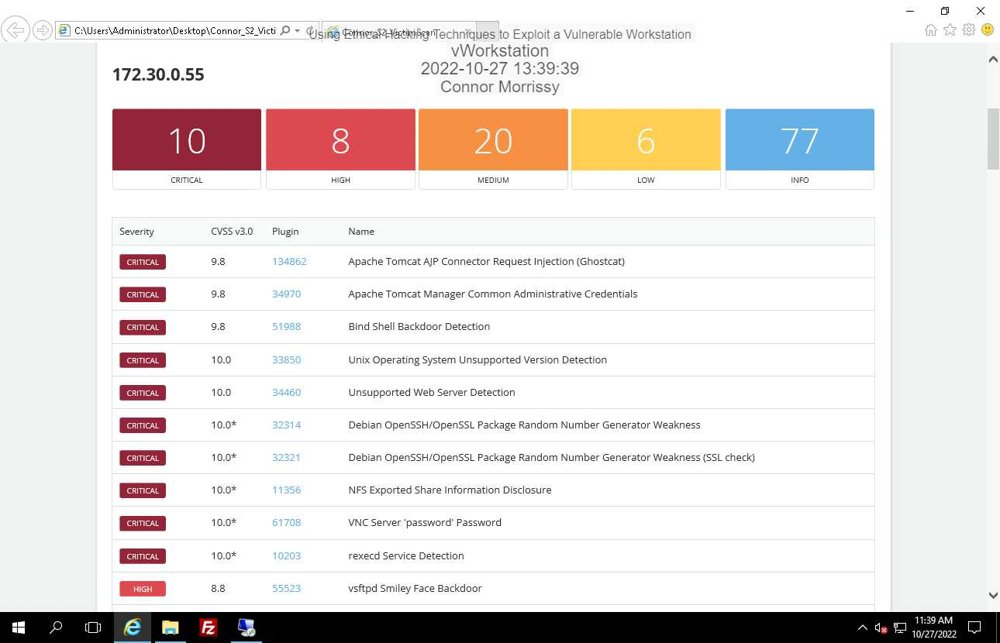 C:\Users\Administrator\Desktop\Connor_S2_Victi
Connor_S2_VictimScan
Using Ethical Hacking Techniques to Exploit a Vulnerable Workstation
vWorkstation
2022-10-27 13:39:39
Connor Morrissy
172.30.0.55
10 8 20 6 77
CRITICAL HIGH MEDIUM LOW INFO
Severity CVSS v3.0 Plugin Name
CRITICAL 9.8 134862 Apache Tomcat AJP Connector Request Injection (Ghostcat)
CRITICAL 9.8 34970 Apache Tomcat Manager Common Administrative Credentials
CRITICAL 9.8 51988 Bind Shell Backdoor Detection
CRITICAL 10.0 33850 Unix Operating System Unsupported Version Detection
CRITICAL 10.0 34460 Unsupported Web Server Detection
CRITICAL 10.0* 32314 Debian OpenSSH/OpenSSL Package Random Number Generator Weakness
CRITICAL 10.0* 32321 Debian OpenSSH/OpenSSL Package Random Number Generator Weakness (SSL check)
CRITICAL 10.0* 11356 NFS Exported Share Information Disclosure
CRITICAL 10.0* 61708 VNC Server 'password' Password
CRITICAL 10.0* 10203 rexecd Service Detection
HIGH 8.8 55523 vsftpd Smiley Face Backdoor
Fz
11:39 AM
10/27/2022